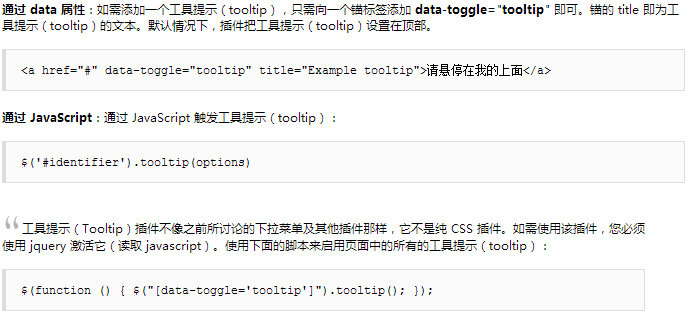 通过 data 属性：如需添加一个工具提示（tooltip），只需向一个锚标签添加 data-toggle="tooltip" 即可。锚的 title 即为工
具提示（tooltip）的文本。默认情况下，插件把工具提示（tooltip）设置在顶部。
<a href="#" data-toggle="tooltip" title="Example tooltip">请悬停在我的上面</a>
通过 JavaScript：通过 JavaScript 触发工具提示（tooltip）：
$('#identifier').tooltip(options)
“工具提示（Tooltip）插件不像之前所讨论的下拉菜单及其他插件那样，它不是纯 CSS 插件。如需使用该插件，您必须
使用 jquery 激活它（读取 javascript）。使用下面的脚本来启用页面中的所有的工具提示（tooltip）：
$(function () { $("[data-toggle='tooltip']").tooltip(); });